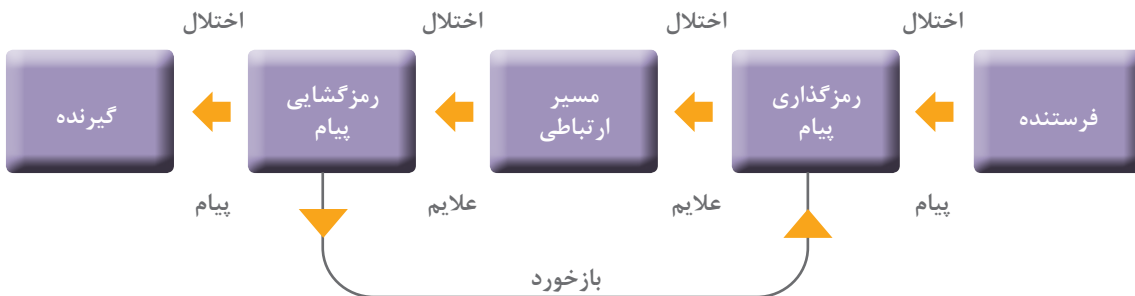 اختلال
اختلال
اختلال
اختلال
فرستنده
رمزگذاری
پیام
مسیر
ارتباطی
رمزگشایی
پیام
گیرنده
پیام
علایم
علایم
پیام
بازخورد